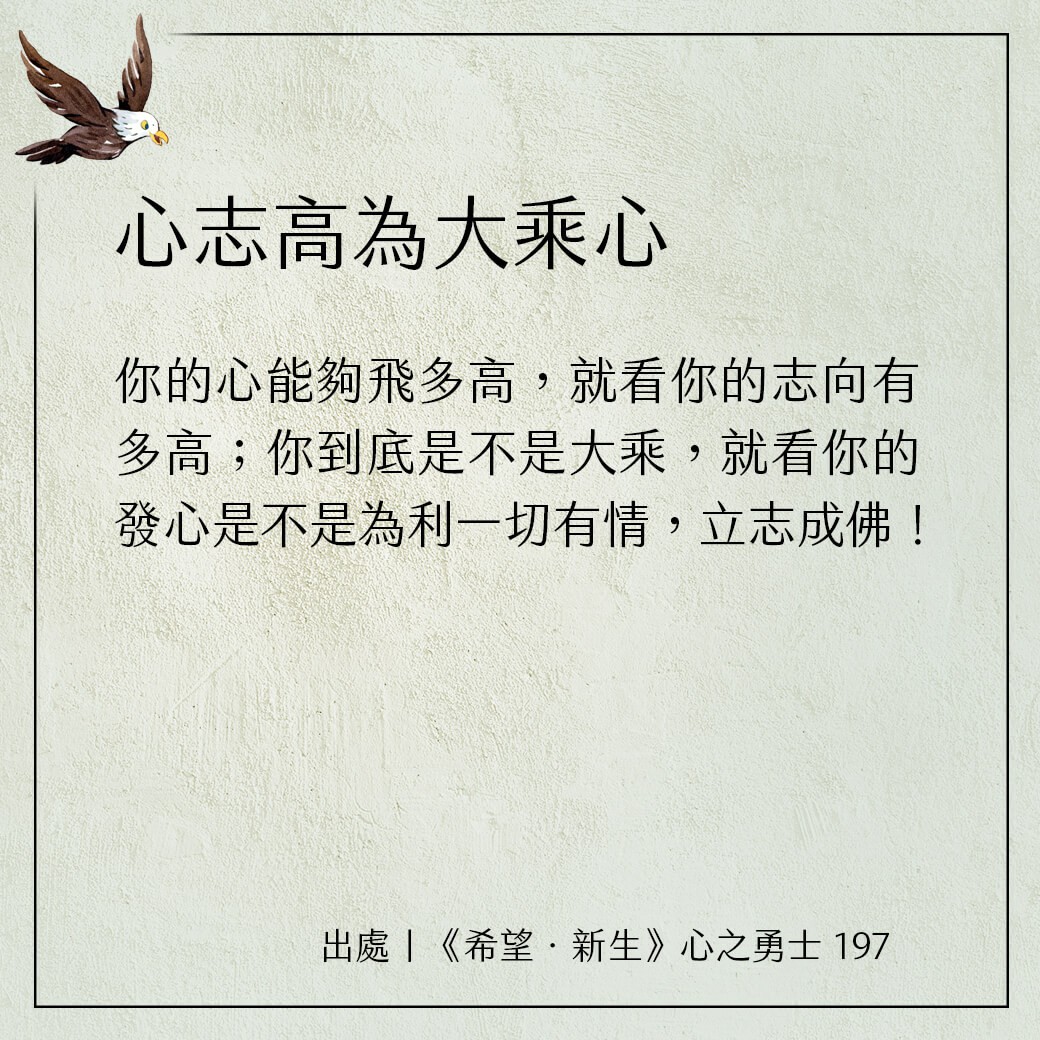 心志高為大乘心
你的心能夠飛多高，就看你的志向有
多高；你到底是不是大乘，就看你的
發心是不是為利一切有情，立志成佛！
出處｜《希望．新生》心之勇士 197